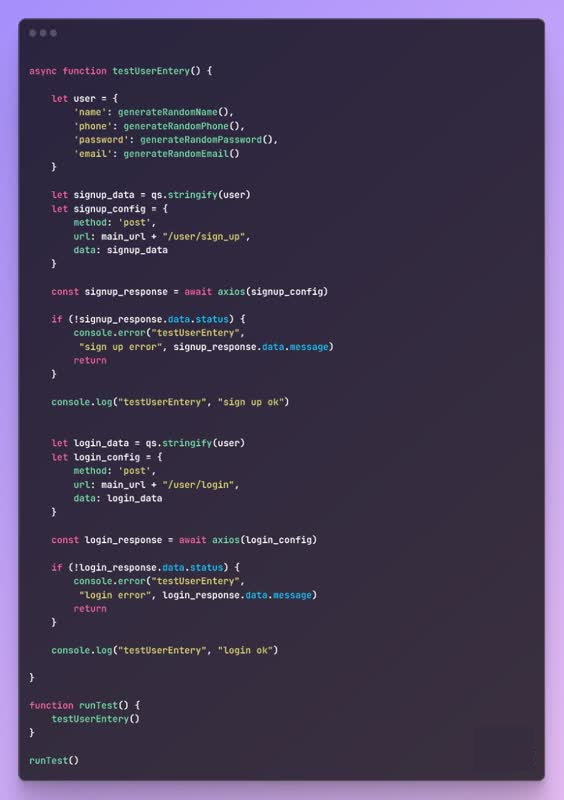 async function testUserEntery() {
let user = {
'name': generateRandomName(),
'phone': generateRandomPhone(),
'password': generateRandomPassword(),
'email': generateRandomEmail()
}
let signup_data = qs.stringify(user)
let signup_config = {
method: 'post',
url: main_url + "/user/sign_up",
data: signup_data
}
const signup_response = await axios(signup_config)
if (!signup_response.data.status) {
console.error("testUserEntery",
"sign up error", signup_response.data.message)
return
}
console.log("testUserEntery", "sign up ok")
let login_data = qs.stringify(user)
let login_config = {
method: 'post',
url: main_url + "/user/login",
data: login_data
}
const login_response = await axios(login_config)
if (!login_response.data.status) {
console.error("testUserEntery",
"login error", login_response.data.message)
return
}
console.log("testUserEntery", "login ok")
}
function runTest() {
testUserEntery()
}
runTest()